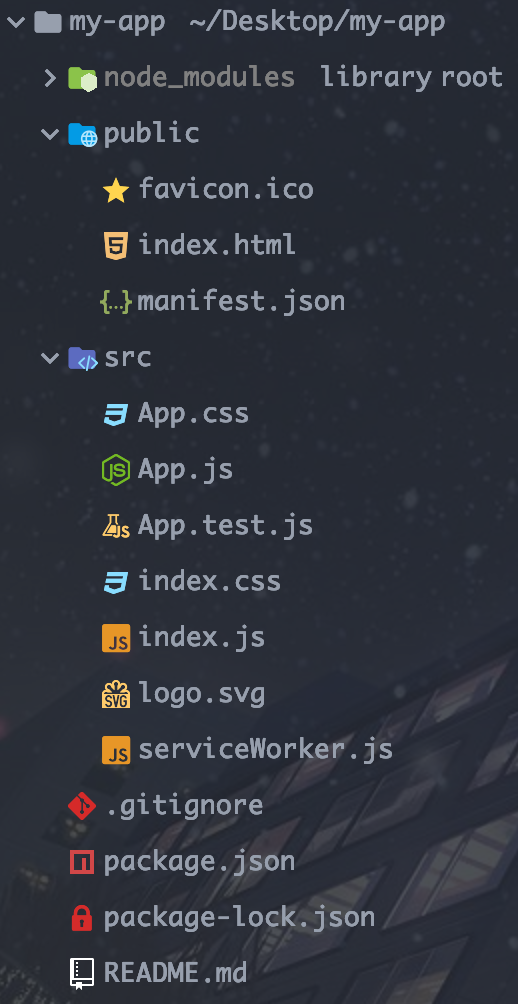 my-app ~/Desktop/my-app
node_modules library root
public
favicon.ico
index.html
manifest.json
src
App.css
App.js
App.test.js
index.css
index.js
logo.svg
serviceWorker.js
.gitignore
package.json
package-lock.json
README.md